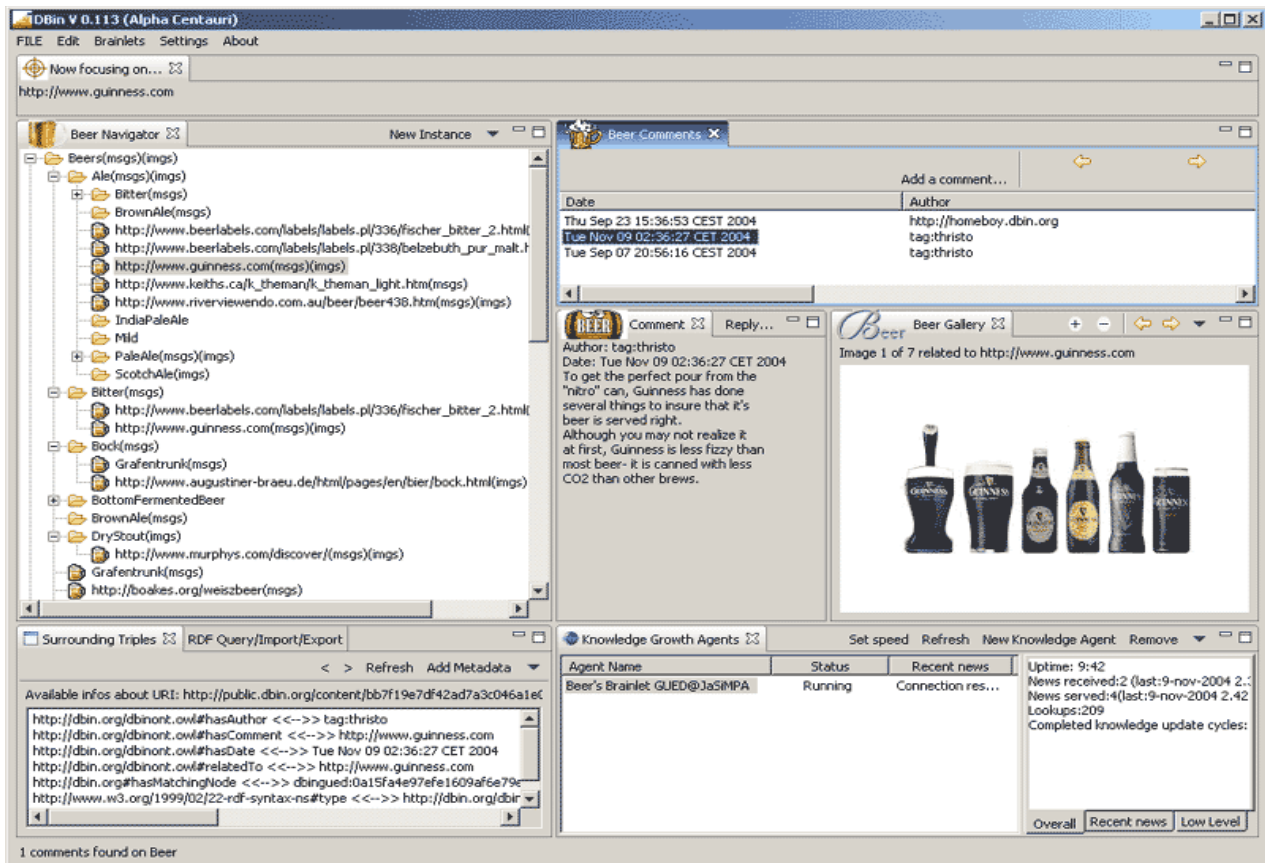 DBin V 0.113 (Alpha Centauri)
FILE Edit Brainlets Settings About
Now focusing on...
http://www.guinness.com
Beer Navigator New Instance
Beers(msgs)(imgs)
Ale(msgs)(imgs)
Bitter(msgs)
BrownAle(msgs)
http://www.beerlabels.com/labels/labels.pl/336/fischer_bitter_2.html(
http://www.beerlabels.com/labels/labels.pl/338/belzebuth_pur_malt.h
http://www.guinness.com(msgs)(imgs)
http://www.keiths.ca/k_theman/k_theman_light.htm(msgs)
http://www.riverviewendo.com.au/beer/beer438.htm(msgs)(imgs)
IndiaPaleAle
Mild
PaleAle(msgs)(imgs)
ScotchAle(imgs)
Bitter(msgs)
http://www.beerlabels.com/labels/labels.pl/336/fischer_bitter_2.html(
http://www.guinness.com(msgs)(imgs)
Bock(msgs)
Grafentrunk(msgs)
http://www.augustiner-braeu.de/html/pages/en/bier/bock.html(imgs)
BottomFermentedBeer
BrownAle(msgs)
DryStout(imgs)
http://www.murphys.com/discover/(msgs)(imgs)
Grafentrunk(msgs)
http://boakes.org/weiszbeer(msgs)
Beer Comments
Add a comment...
Date Author
Thu Sep 23 15:36:53 CEST 2004 http://homeboy.dbin.org
Tue Nov 09 02:36:27 CET 2004 tag:thristo
Tue Sep 07 20:56:16 CEST 2004 tag:thristo
BEER Comment Reply...
Author: tag:thristo
Date: Tue Nov 09 02:36:27 CET 2004
To get the perfect pour from the
"nitro" can, Guinness has done
several things to insure that it's
beer is served right.
Although you may not realize it
at first, Guinness is less fizzy than
most beer- it is canned with less
CO2 than other brews.
Beer Beer Gallery
Image 1 of 7 related to http://www.guinness.com
GUINNESS GUINNESS GUINNESS
Surrounding Triples RDF Query/Import/Export
< > Refresh Add Metadata
Available infos about URI: http://public.dbin.org/content/bb7f19e7df42ad7a3c046a1e0
http://dbin.org/dbinont.owl#hasAuthor <<-->> tag:thristo
http://dbin.org/dbinont.owl#hasComment <<-->> http://www.guinness.com
http://dbin.org/dbinont.owl#hasDate <<-->> Tue Nov 09 02:36:27 CET 2004
http://dbin.org/dbinont.owl#relatedTo <<-->> http://www.guinness.com
http://dbin.org#hasMatchingNode <<-->> dbingued:0a15fa4e97efe1609af6e79e
http://www.w3.org/1999/02/22-rdf-syntax-ns#type <<-->> http://dbin.org/dbin
Knowledge Growth Agents Set speed Refresh New Knowledge Agent Remove
Agent Name Status Recent news
Beer's Brainlet GUED@JaSiMPA Running Connection res...
Uptime: 9:42
News received:2 (last:9-nov-2004 2.
News served:4(last:9-nov-2004 2.42
Lookups:209
Completed knowledge update cycles:
Overall Recent news Low Level
1 comments found on Beer